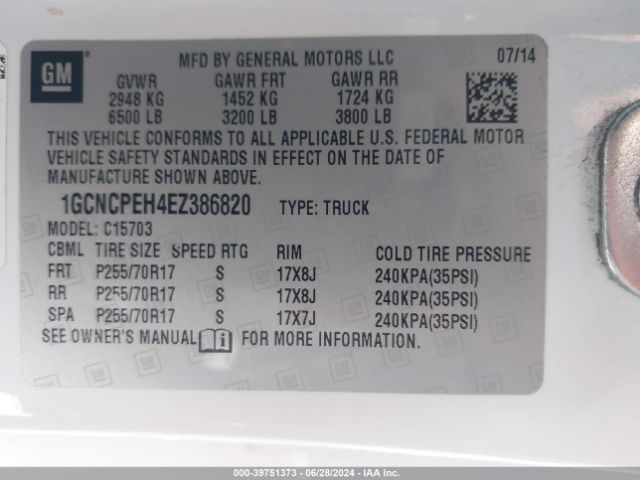 GM
MFD BY GENERAL MOTORS LLC 07/14
GVWR GAWR FRT GAWR RR
2948 KG 1452 KG 1724 KG
6500 LB 3200 LB 3800 LB
THIS VEHICLE CONFORMS TO ALL APPLICABLE U.S. FEDERAL MOTOR
VEHICLE SAFETY STANDARDS IN EFFECT ON THE DATE OF
MANUFACTURE SHOWN ABOVE.
1GCNCPEH4EZ386820 TYPE: TRUCK
MODEL: C15703
CBML TIRE SIZE SPEED RTG RIM COLD TIRE PRESSURE
FRT P255/70R17 S 17X8J 240KPA(35PSI)
RR P255/70R17 S 17X8J 240KPA(35PSI)
SPA P255/70R17 S 17X7J 240KPA(35PSI)
SEE OWNER'S MANUAL FOR MORE INFORMATION.
000-39751373 - 06/28/2024 - IAA Inc.